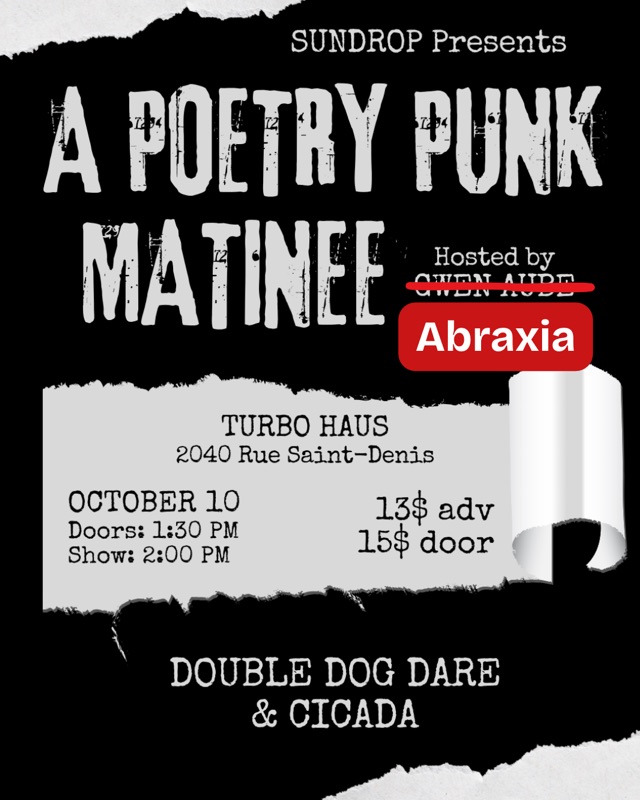 SUNDROP Presents
A POETRY PUNK
MATINEE
Hosted by
GWEN AUBE
Abraxia
TURBO HAUS
2040 Rue Saint-Denis
OCTOBER 10
Doors: 1:30 PM
Show: 2:00 PM
13$ adv
15$ door
DOUBLE DOG DARE
& CICADA